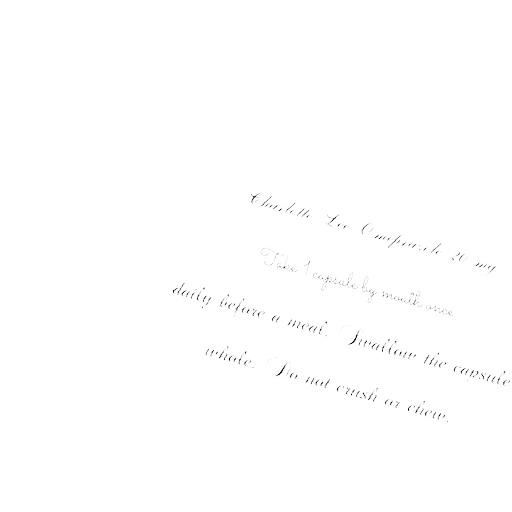 Charlotte Lee Omeprazole 20 mg
Take 1 capsule by mouth once
daily before a meal. Swallow the capsule
whole. Do not crush or chew.